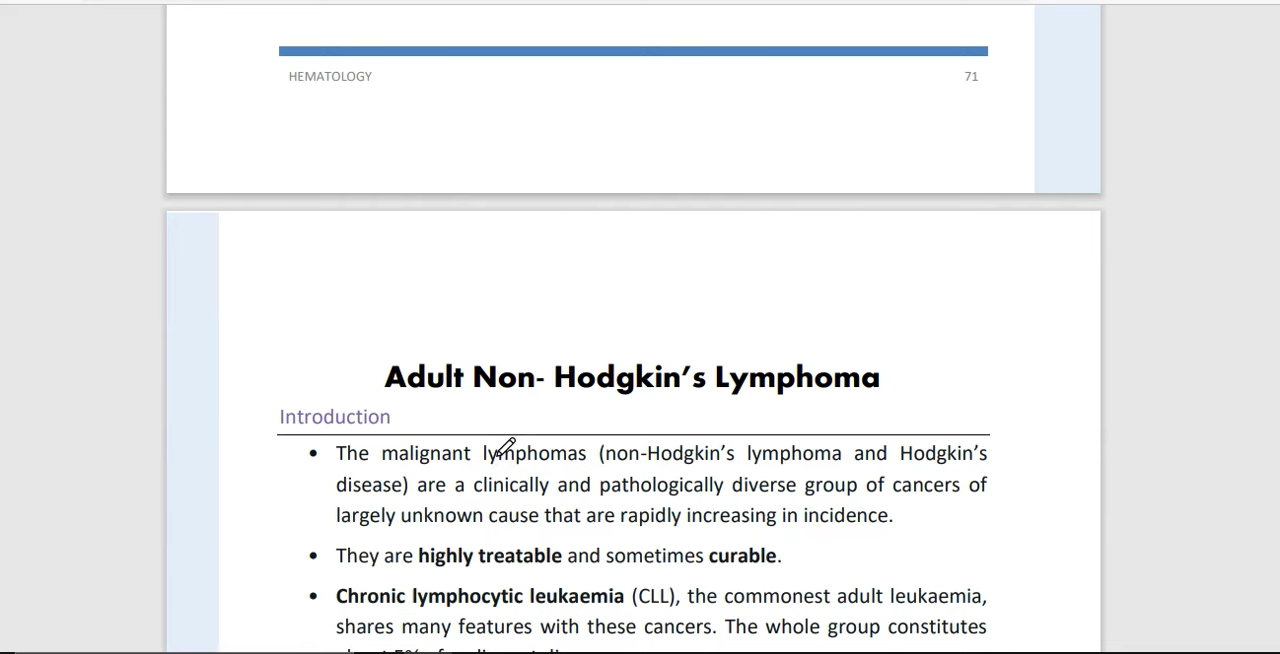 HEMATOLOGY 71
Adult Non- Hodgkin’s Lymphoma
Introduction
• The malignant lymphomas (non-Hodgkin’s lymphoma and Hodgkin’s
disease) are a clinically and pathologically diverse group of cancers of
largely unknown cause that are rapidly increasing in incidence.
• They are highly treatable and sometimes curable.
• Chronic lymphocytic leukaemia (CLL), the commonest adult leukaemia,
shares many features with these cancers. The whole group constitutes